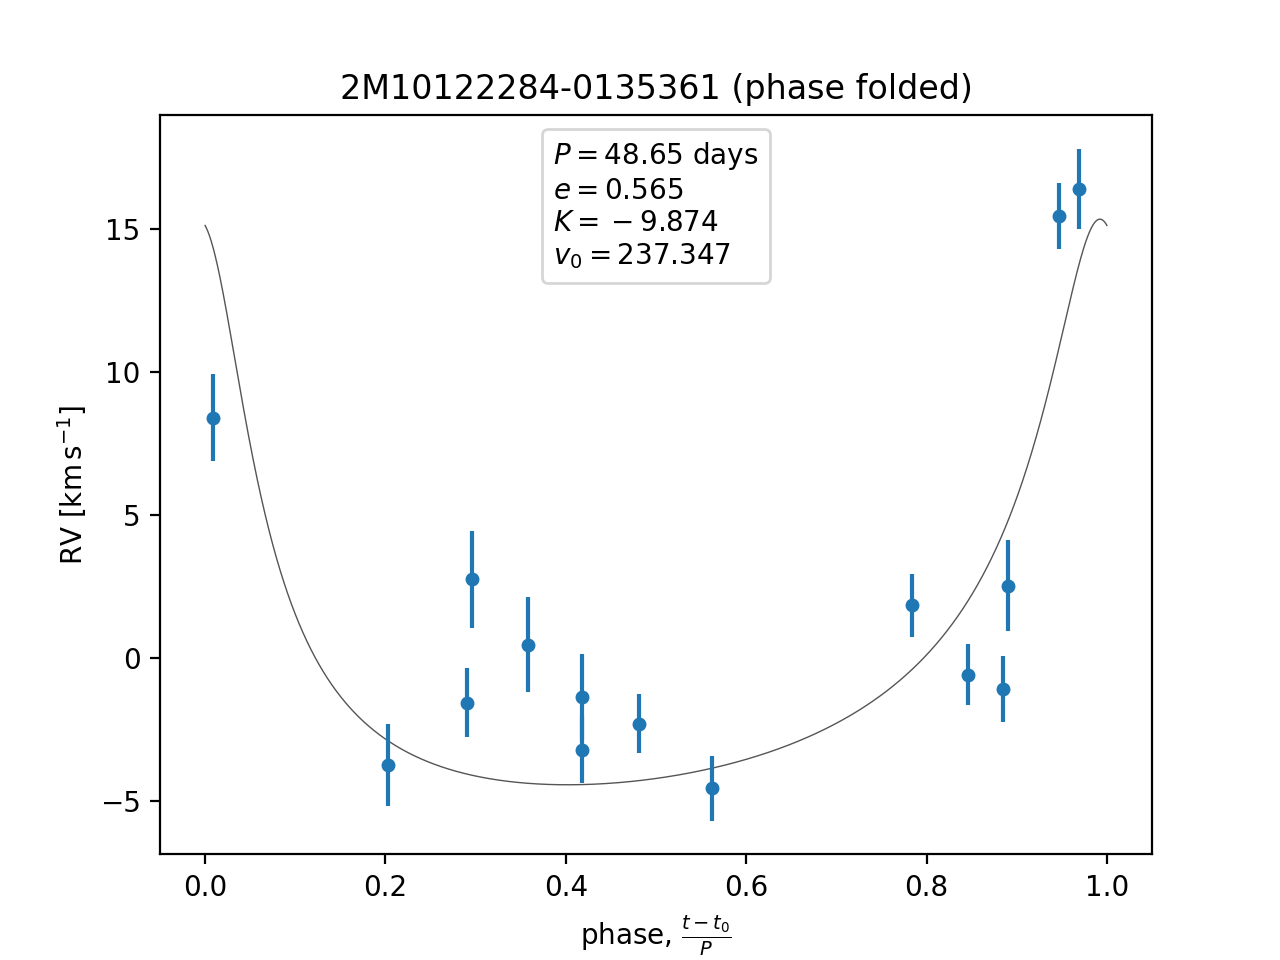 2M10122284-0135361 (phase folded)
P = 48.65 days
e = 0.565
K = −9.874
v₀ = 237.347
RV [km s⁻¹]
15
10
5
0
−5
0.0 0.2 0.4 0.6 0.8 1.0
phase, (t − t₀)/P